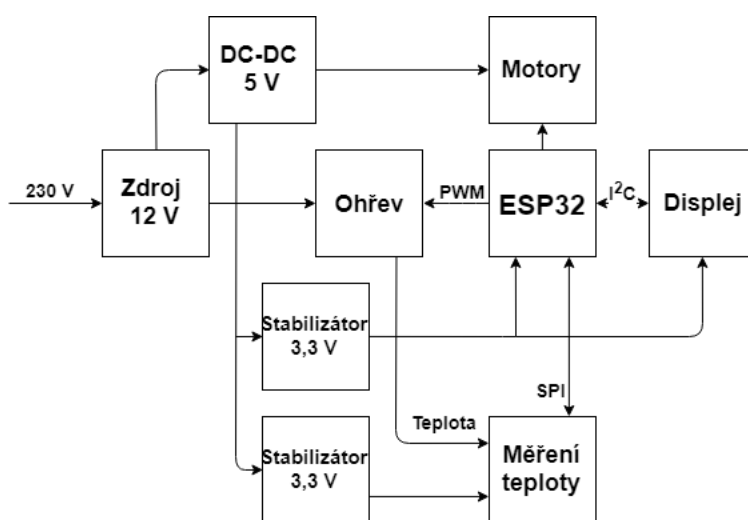 DC-DC
5 V
Motory
230 V
Zdroj
12 V
Ohřev
PWM
ESP32
I²C
Displej
Stabilizátor
3,3 V
SPI
Teplota
Stabilizátor
3,3 V
Měření
teploty